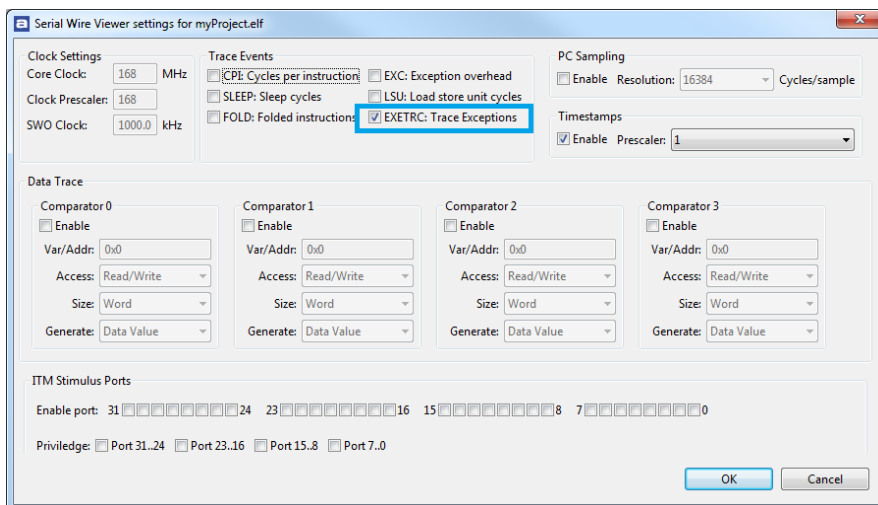 Serial Wire Viewer settings for myProject.elf
Clock Settings
Core Clock: 168 MHz
Clock Prescaler: 168
SWO Clock: 1000.0 kHz
Trace Events
CPI: Cycles per instruction EXC: Exception overhead
SLEEP: Sleep cycles LSU: Load store unit cycles
FOLD: Folded instructions EXETRC: Trace Exceptions
PC Sampling
Enable Resolution: 16384 Cycles/sample
Timestamps
Enable Prescaler: 1
Data Trace
Comparator 0
Enable
Var/Addr: 0x0
Access: Read/Write
Size: Word
Generate: Data Value
Comparator 1
Enable
Var/Addr: 0x0
Access: Read/Write
Size: Word
Generate: Data Value
Comparator 2
Enable
Var/Addr: 0x0
Access: Read/Write
Size: Word
Generate: Data Value
Comparator 3
Enable
Var/Addr: 0x0
Access: Read/Write
Size: Word
Generate: Data Value
ITM Stimulus Ports
Enable port: 31 24 23 16 15 8 7 0
Priviledge: Port 31..24 Port 23..16 Port 15..8 Port 7..0
OK Cancel